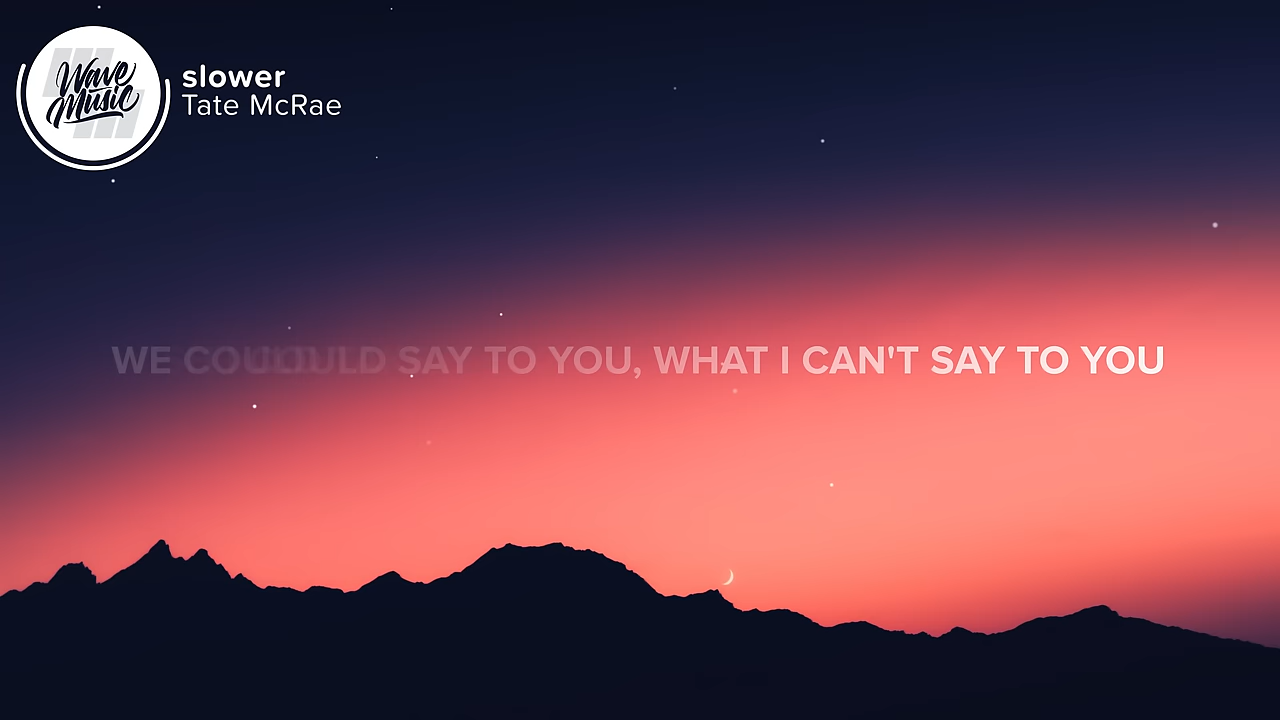 Wave
Music
slower
Tate McRae
WE SAY TO YOU, WHAT I CAN'T SAY TO YOU